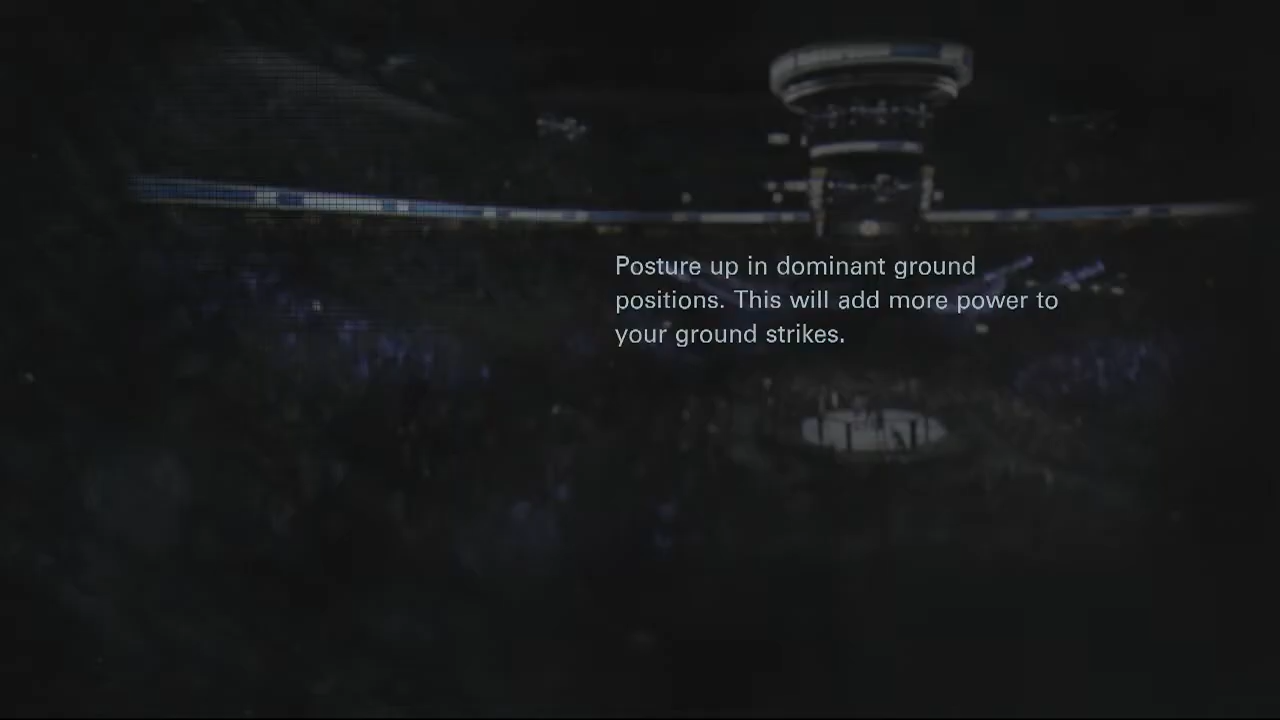 Posture up in dominant ground
positions. This will add more power to
your ground strikes.